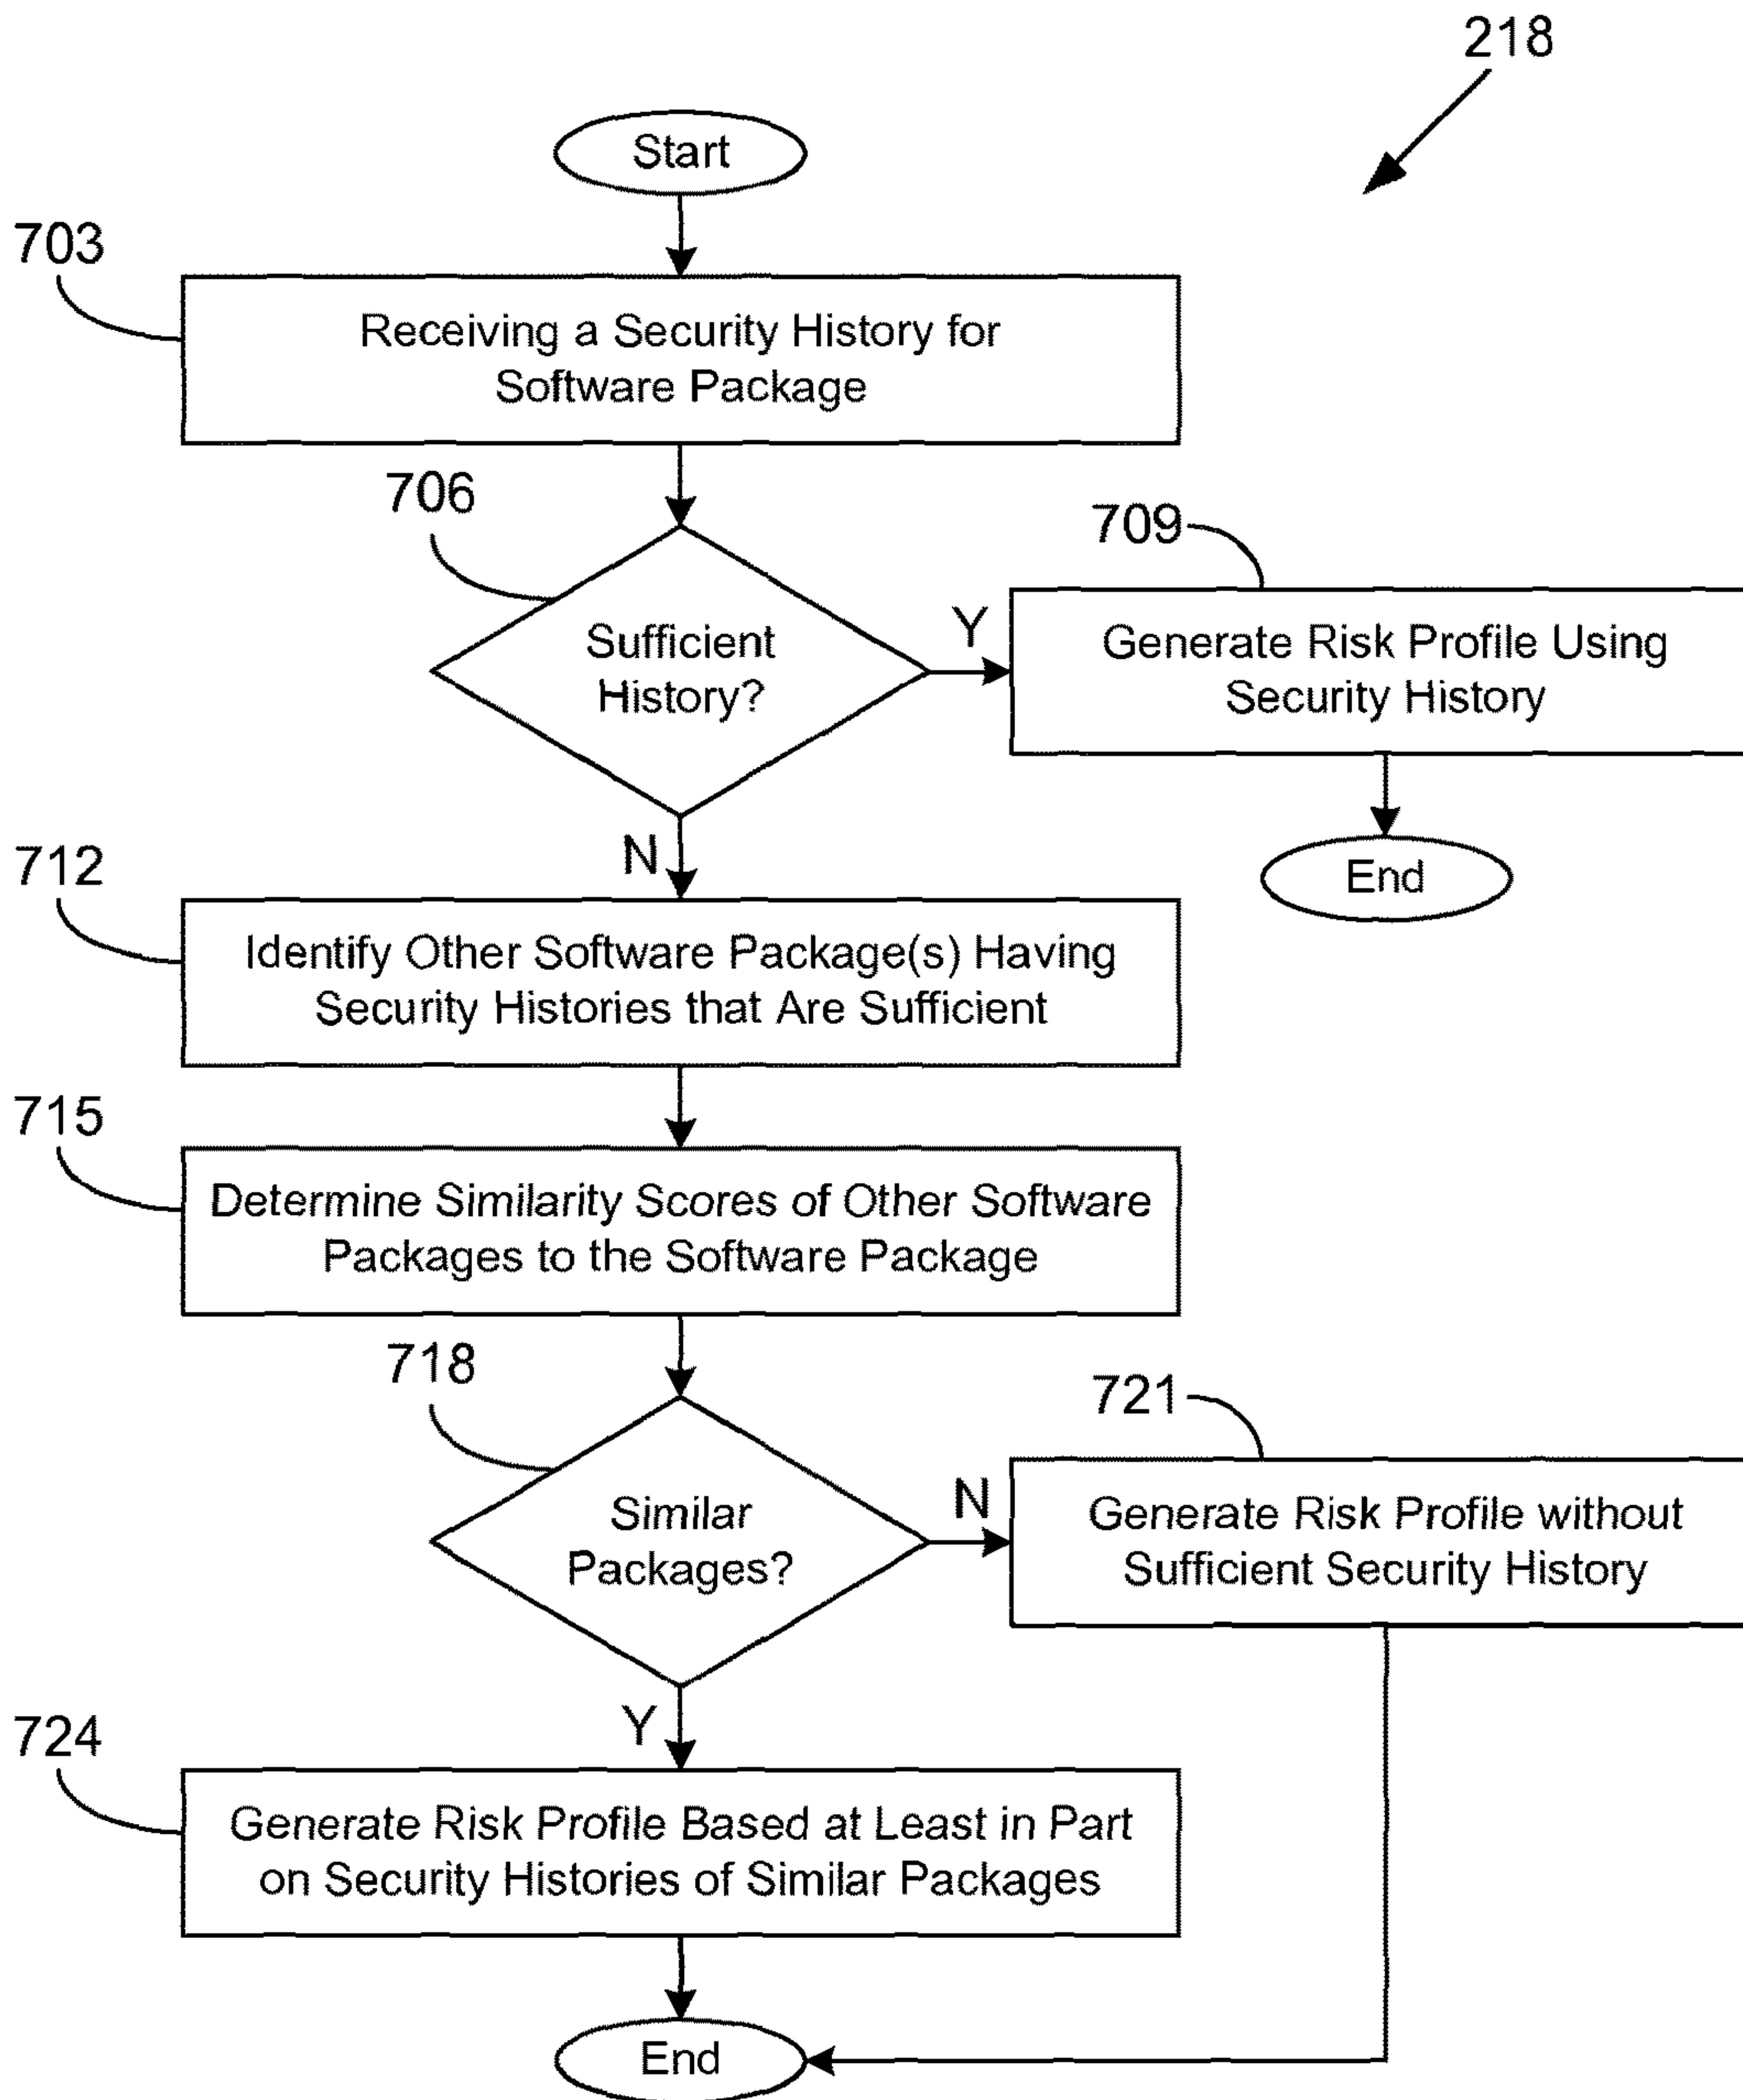 218
Start
703
Receiving a Security History for
Software Package
706
Sufficient
History?
Y
709
Generate Risk Profile Using
Security History
End
N
712
Identify Other Software Package(s) Having
Security Histories that Are Sufficient
715
Determine Similarity Scores of Other Software
Packages to the Software Package
718
Similar
Packages?
N
721
Generate Risk Profile without
Sufficient Security History
Y
724
Generate Risk Profile Based at Least in Part
on Security Histories of Similar Packages
End